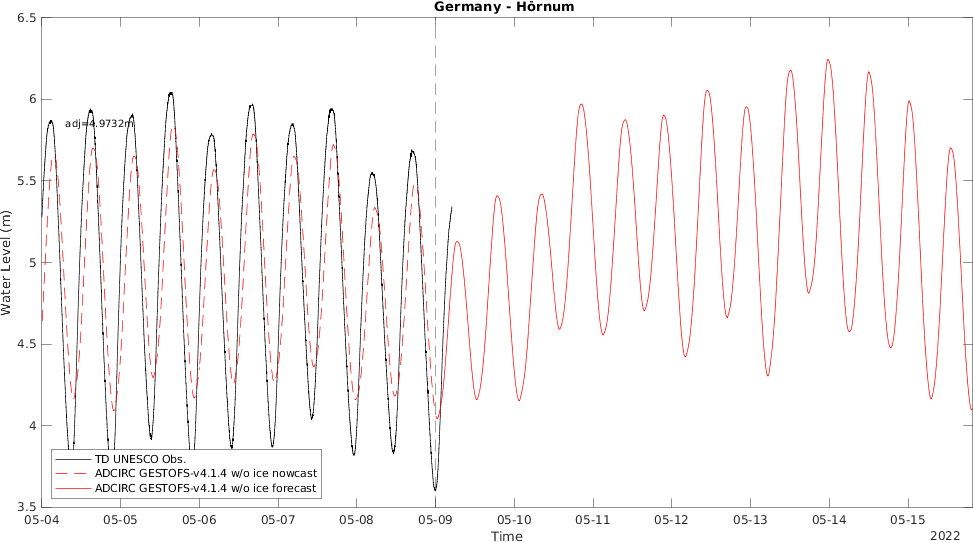 Germany - Hörnum
6.5
6
5.5
5
4.5
4
3.5
Water Level (m)
adj=4.9732m
TD UNESCO Obs.
ADCIRC GESTOFS-v4.1.4 w/o ice nowcast
ADCIRC GESTOFS-v4.1.4 w/o ice forecast
05-04 05-05 05-06 05-07 05-08 05-09 05-10 05-11 05-12 05-13 05-14 05-15
Time
2022